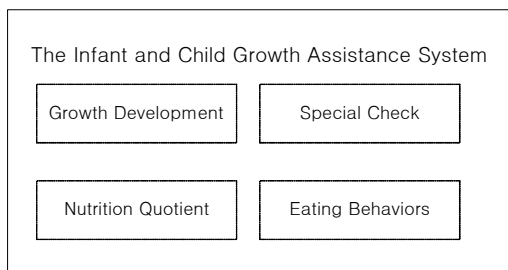 The Infant and Child Growth Assistance System
Growth Development
Special Check
Nutrition Quotient
Eating Behaviors